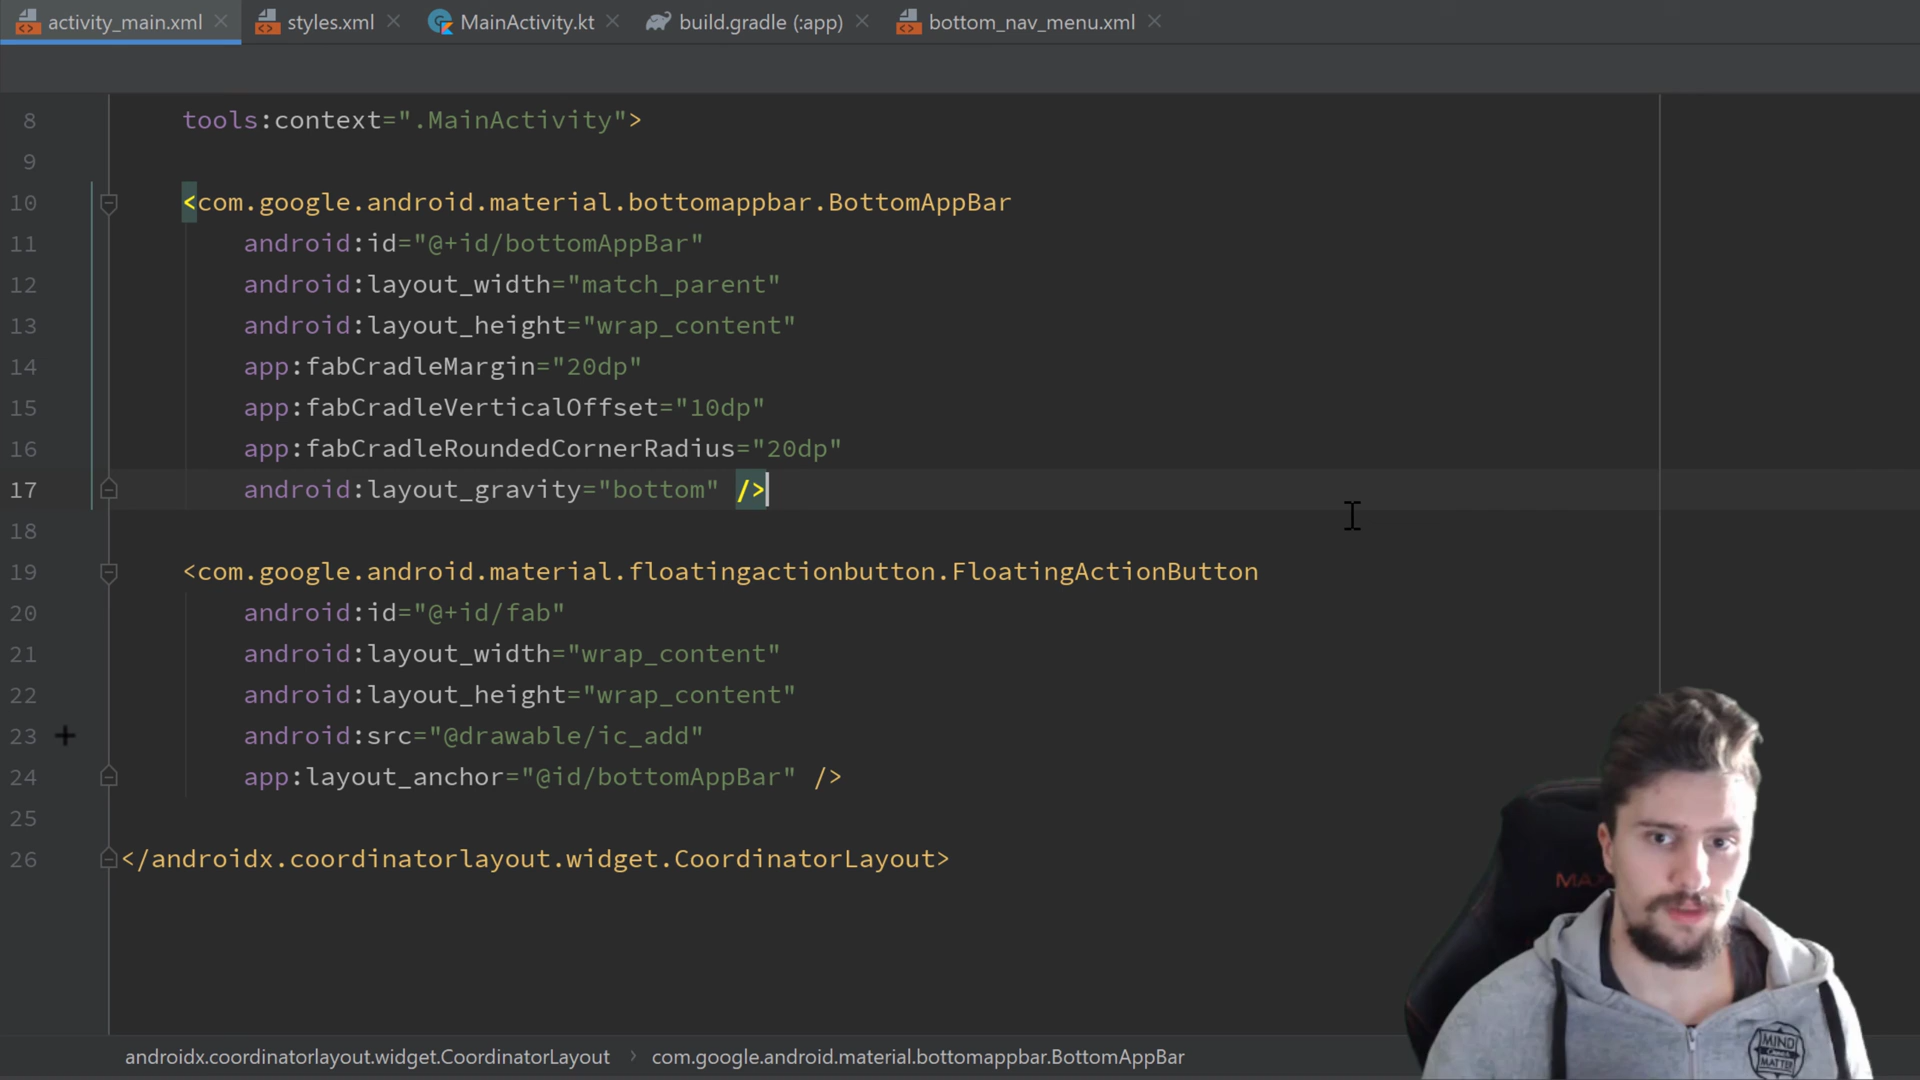 activity_main.xml
styles.xml
MainActivity.kt
build.gradle (:app)
bottom_nav_menu.xml
8 tools:context=".MainActivity">
9
10 <com.google.android.material.bottomappbar.BottomAppBar
11 android:id="@+id/bottomAppBar"
12 android:layout_width="match_parent"
13 android:layout_height="wrap_content"
14 app:fabCradleMargin="20dp"
15 app:fabCradleVerticalOffset="10dp"
16 app:fabCradleRoundedCornerRadius="20dp"
17 android:layout_gravity="bottom" />
18
19 <com.google.android.material.floatingactionbutton.FloatingActionButton
20 android:id="@+id/fab"
21 android:layout_width="wrap_content"
22 android:layout_height="wrap_content"
23 android:src="@drawable/ic_add"
24 app:layout_anchor="@id/bottomAppBar" />
25
26 </androidx.coordinatorlayout.widget.CoordinatorLayout>
MAX
MIND
MATTER
androidx.coordinatorlayout.widget.CoordinatorLayout › com.google.android.material.bottomappbar.BottomAppBar